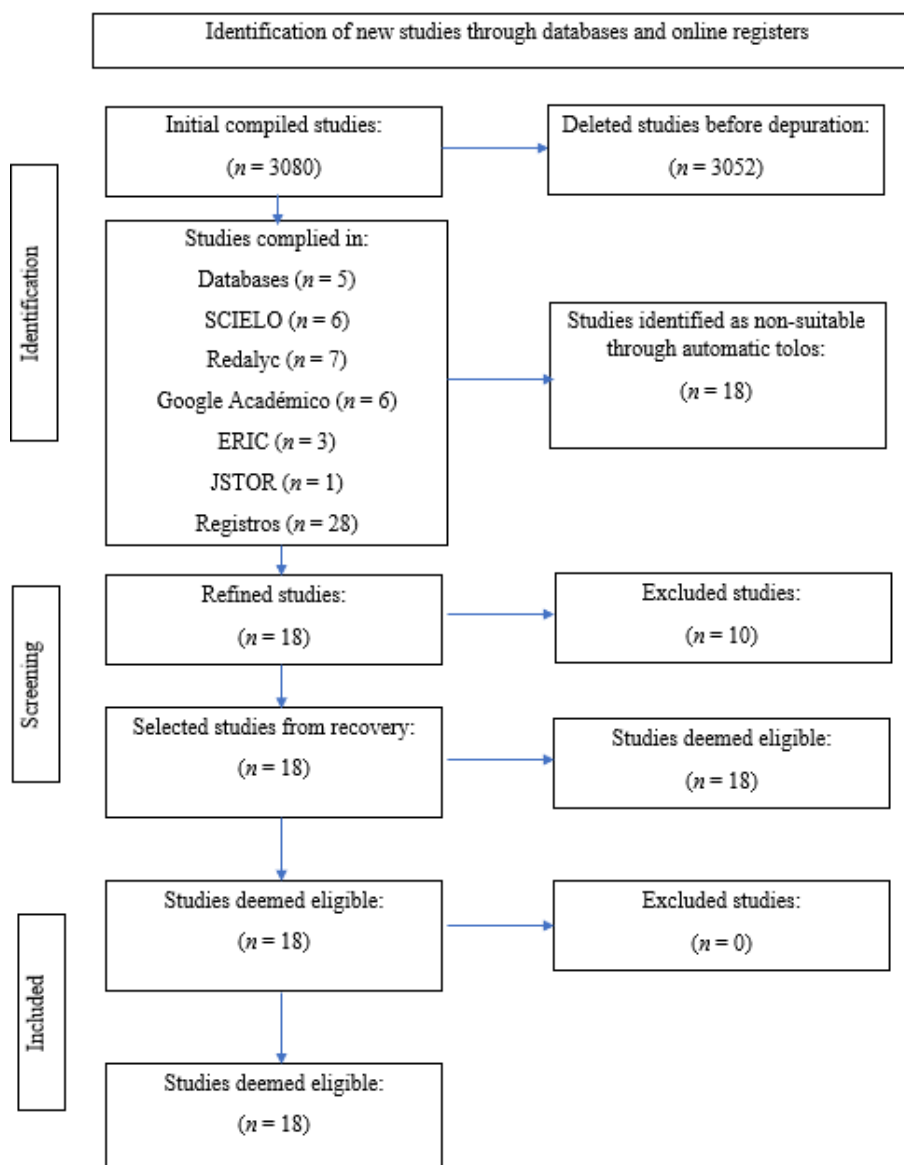 Identification of new studies through databases and online registers
Identification
Initial compiled studies:
(n = 3080)
Deleted studies before depuration:
(n = 3052)
Studies complied in:
Databases (n = 5)
SCIELO (n = 6)
Redalyc (n = 7)
Google Académico (n = 6)
ERIC (n = 3)
JSTOR (n = 1)
Registros (n = 28)
Studies identified as non-suitable
through automatic tolos:
(n = 18)
Screening
Refined studies:
(n = 18)
Excluded studies:
(n = 10)
Selected studies from recovery:
(n = 18)
Studies deemed eligible:
(n = 18)
Included
Studies deemed eligible:
(n = 18)
Excluded studies:
(n = 0)
Studies deemed eligible:
(n = 18)